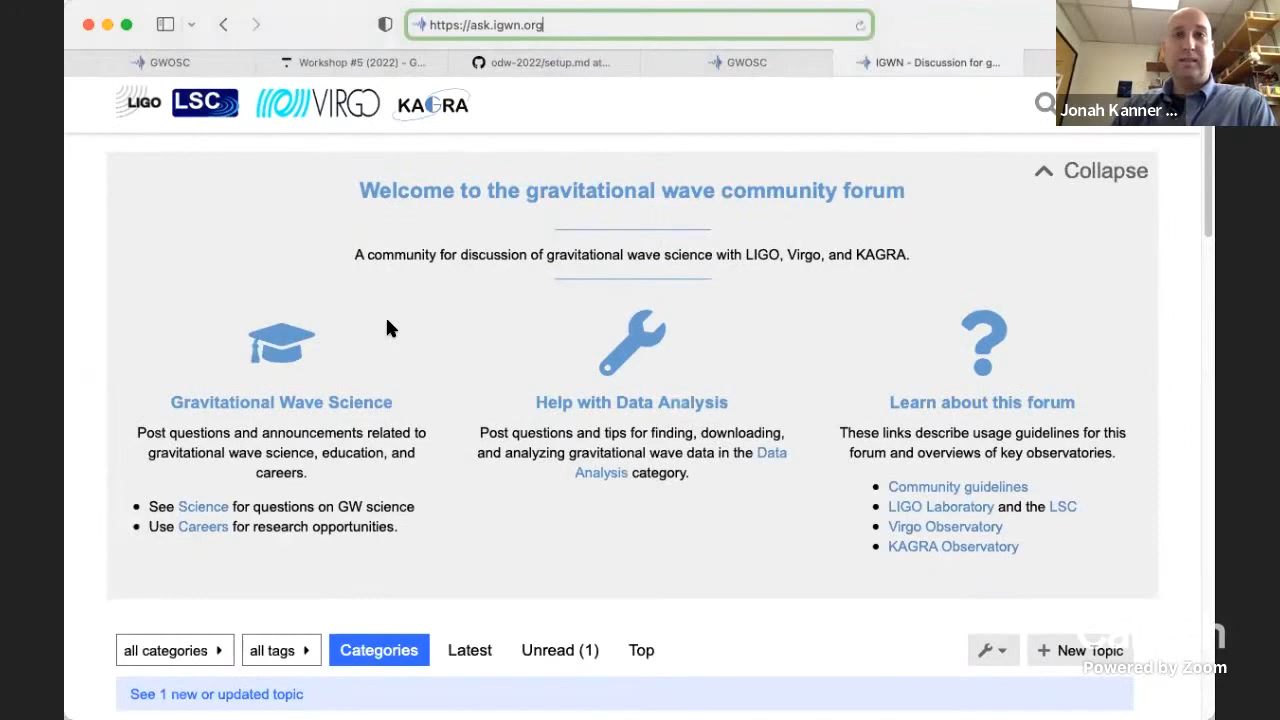 https://ask.igwn.org
GWOSC
Workshop #5 (2022) - G...
odw-2022/setup.md at...
GWOSC
IGWN - Discussion for g...
Jonah Kanner ...
LIGO
LSC
VIRGO
KAGRA
Collapse
Welcome to the gravitational wave community forum
A community for discussion of gravitational wave science with LIGO, Virgo, and KAGRA.
Gravitational Wave Science
Post questions and announcements related to
gravitational wave science, education, and
careers.
See Science for questions on GW science
Use Careers for research opportunities.
Help with Data Analysis
Post questions and tips for finding, downloading,
and analyzing gravitational wave data in the Data
Analysis category.
Learn about this forum
These links describe usage guidelines for this
forum and overviews of key observatories.
Community guidelines
LIGO Laboratory and the LSC
Virgo Observatory
KAGRA Observatory
all categories
all tags
Categories
Latest
Unread (1)
Top
+ New Topic
Powered by Zoom
See 1 new or updated topic